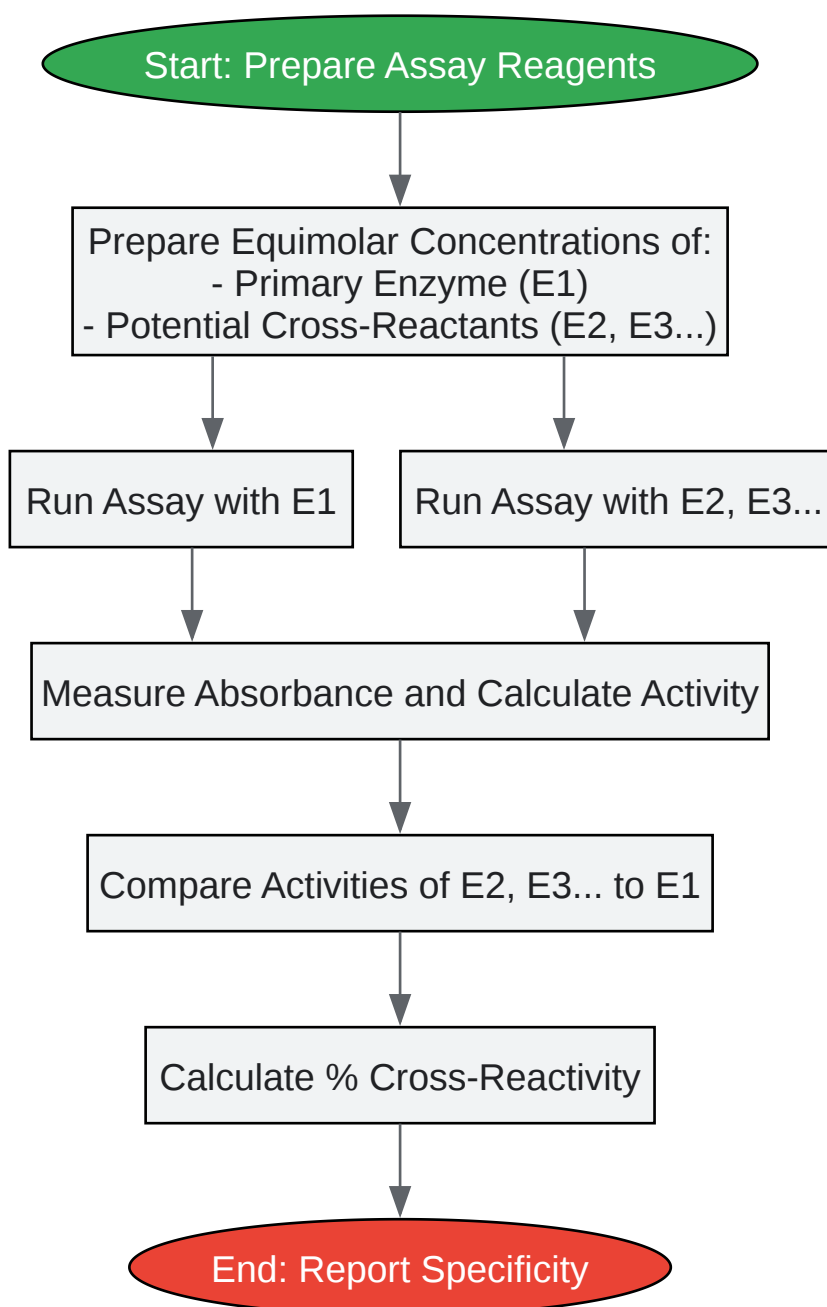 Start: Prepare Assay Reagents
Prepare Equimolar Concentrations of:
- Primary Enzyme (E1)
- Potential Cross-Reactants (E2, E3...)
Run Assay with E1
Run Assay with E2, E3...
Measure Absorbance and Calculate Activity
Compare Activities of E2, E3... to E1
Calculate % Cross-Reactivity
End: Report Specificity